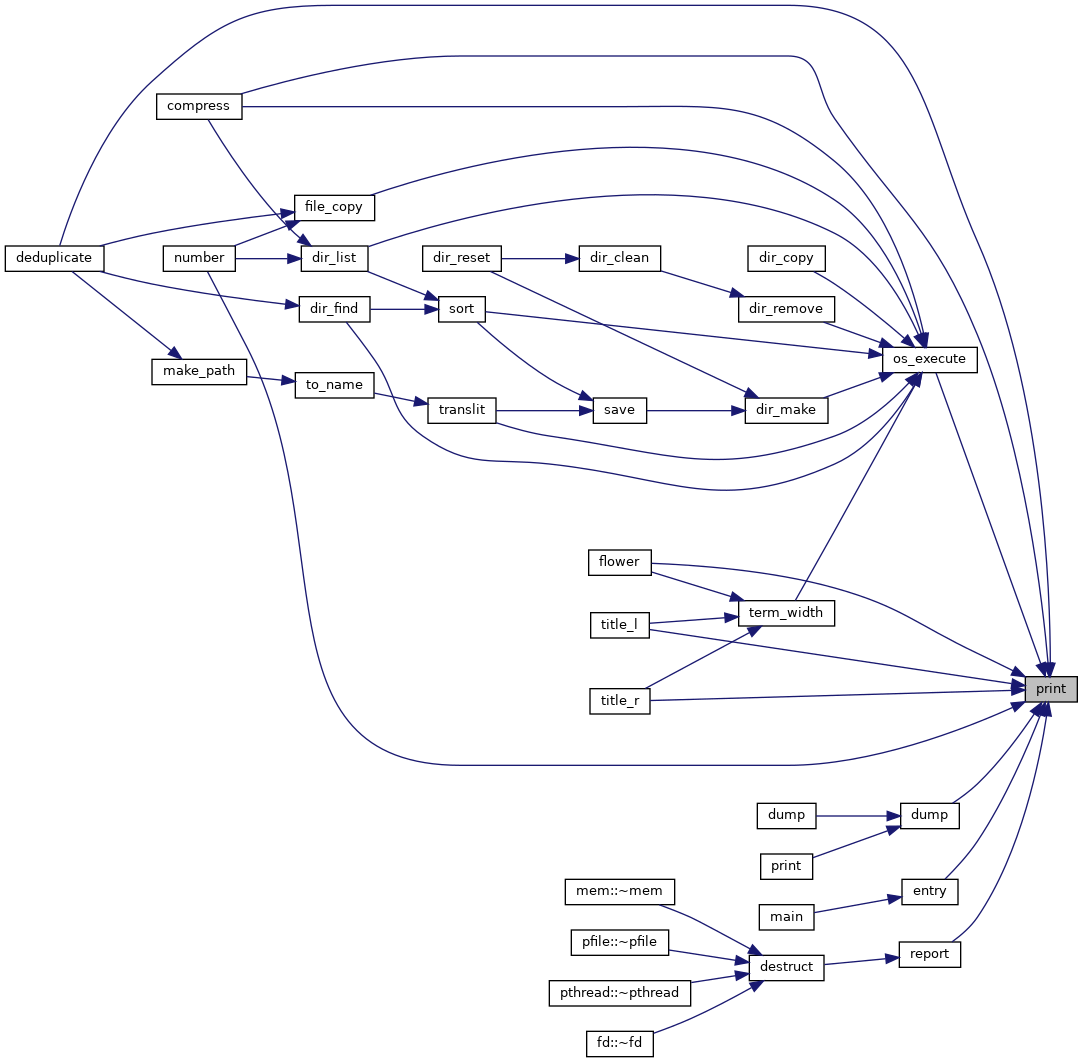 compress
file_copy
deduplicate
number
dir_list
dir_reset
dir_clean
dir_copy
dir_find
sort
dir_remove
make_path
os_execute
to_name
translit
save
dir_make
flower
term_width
title_l
print
title_r
dump
dump
print
mem::~mem
entry
main
pfile::~pfile
report
destruct
pthread::~pthread
fd::~fd